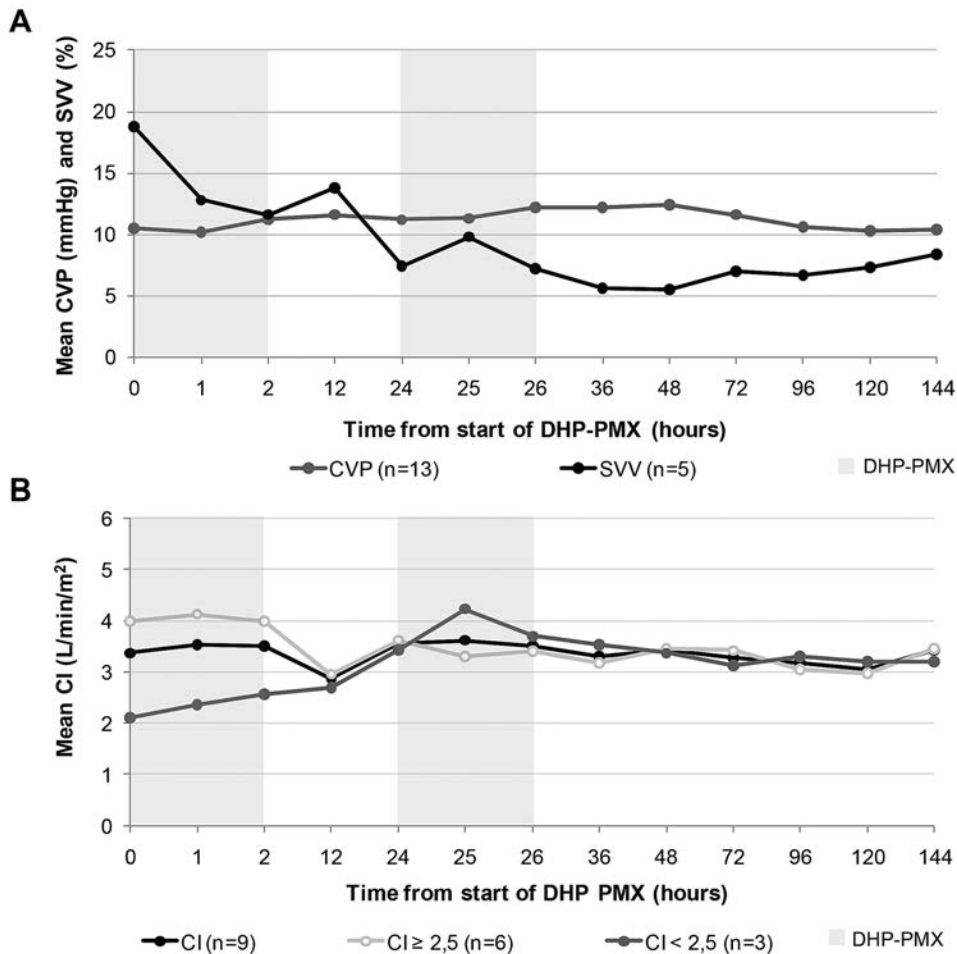 A
Mean CVP (mmHg) and SVV (%)
25
20
15
10
5
0
0 1 2 12 24 25 26 36 48 72 96 120 144
Time from start of DHP-PMX (hours)
CVP (n=13) SVV (n=5) DHP-PMX
B
Mean CI (L/min/m²)
6
5
4
3
2
1
0
0 1 2 12 24 25 26 36 48 72 96 120 144
Time from start of DHP PMX (hours)
CI (n=9) CI ≥ 2,5 (n=6) CI < 2,5 (n=3) DHP-PMX